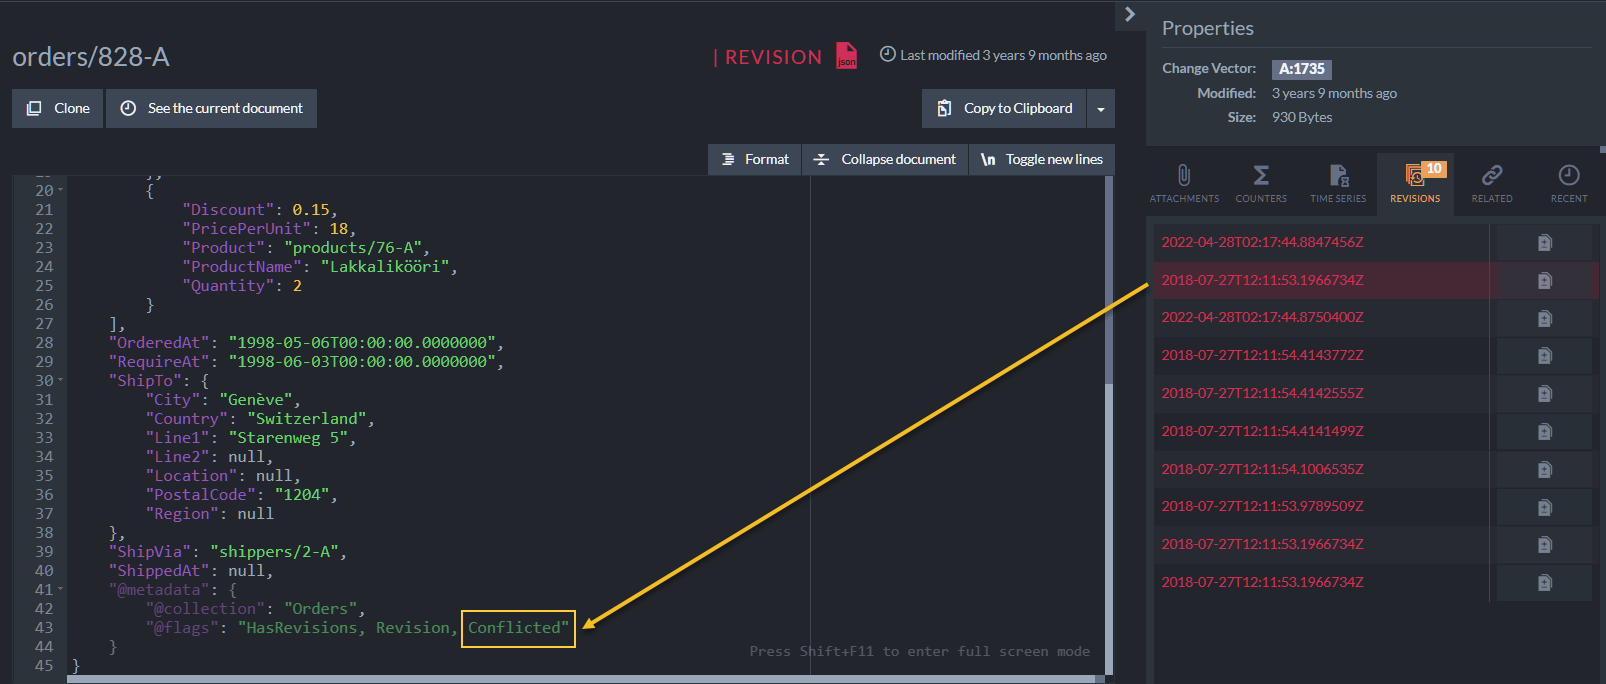 orders/828-A
| REVISION
json
Last modified 3 years 9 months ago
Clone
See the current document
Copy to Clipboard
Format
Collapse document
\n Toggle new lines
20 {
21 "Discount": 0.15,
22 "PricePerUnit": 18,
23 "Product": "products/76-A",
24 "ProductName": "Lakkalikööri",
25 "Quantity": 2
26 }
27 ],
28 "OrderedAt": "1998-05-06T00:00:00.0000000",
29 "RequireAt": "1998-06-03T00:00:00.0000000",
30 "ShipTo": {
31 "City": "Genève",
32 "Country": "Switzerland",
33 "Line1": "Starenweg 5",
34 "Line2": null,
35 "Location": null,
36 "PostalCode": "1204",
37 "Region": null
38 },
39 "ShipVia": "shippers/2-A",
40 "ShippedAt": null,
41 "@metadata": {
42 "@collection": "Orders",
43 "@flags": "HasRevisions, Revision, Conflicted"
44 }
45 }
Press Shift+F11 to enter full screen mode
Properties
Change Vector: A:1735
Modified: 3 years 9 months ago
Size: 930 Bytes
ATTACHMENTS
COUNTERS
TIME SERIES
10
REVISIONS
RELATED
RECENT
2022-04-28T02:17:44.8847456Z
2018-07-27T12:11:53.1966734Z
2022-04-28T02:17:44.8750400Z
2018-07-27T12:11:54.4143772Z
2018-07-27T12:11:54.4142555Z
2018-07-27T12:11:54.4141499Z
2018-07-27T12:11:54.1006535Z
2018-07-27T12:11:53.9789509Z
2018-07-27T12:11:53.1966734Z
2018-07-27T12:11:53.1966734Z